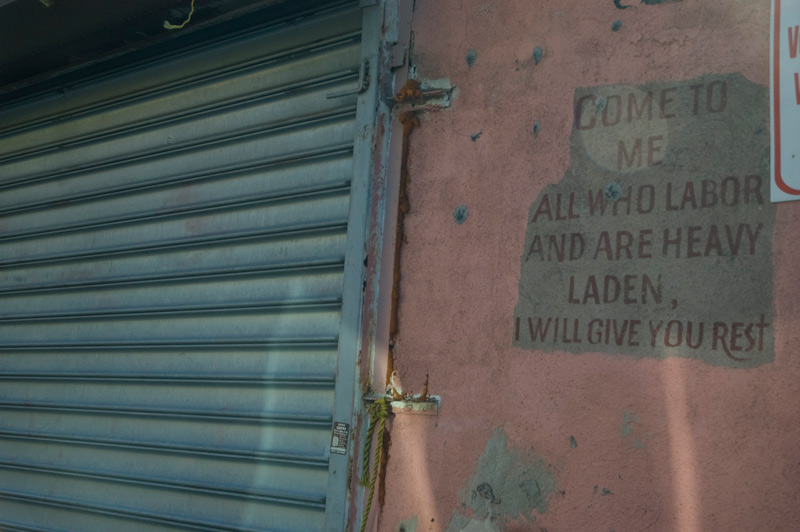 COME TO
ME
ALL WHO LABOR
AND ARE HEAVY
LADEN,
I WILL GIVE YOU REST